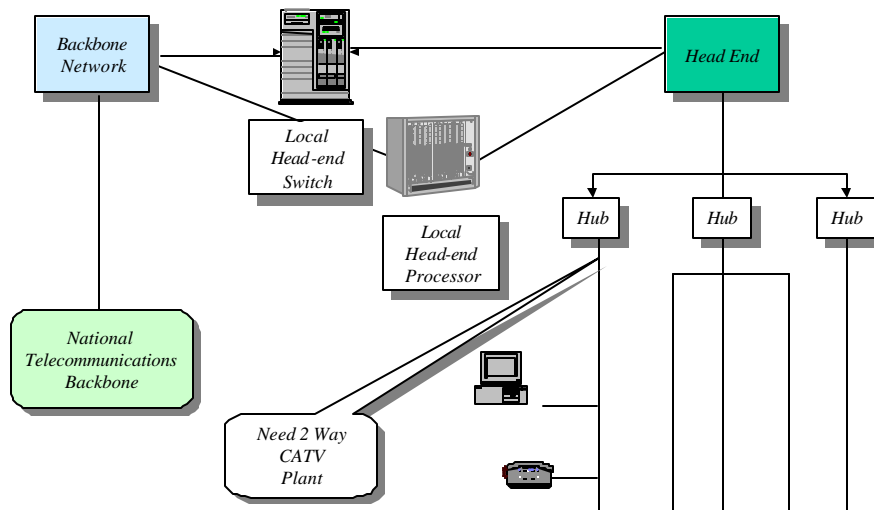 Backbone
Network
Head End
Local
Head-end
Switch
Local
Head-end
Processor
Hub
Hub
Hub
National
Telecommunications
Backbone
Need 2 Way
CATV
Plant